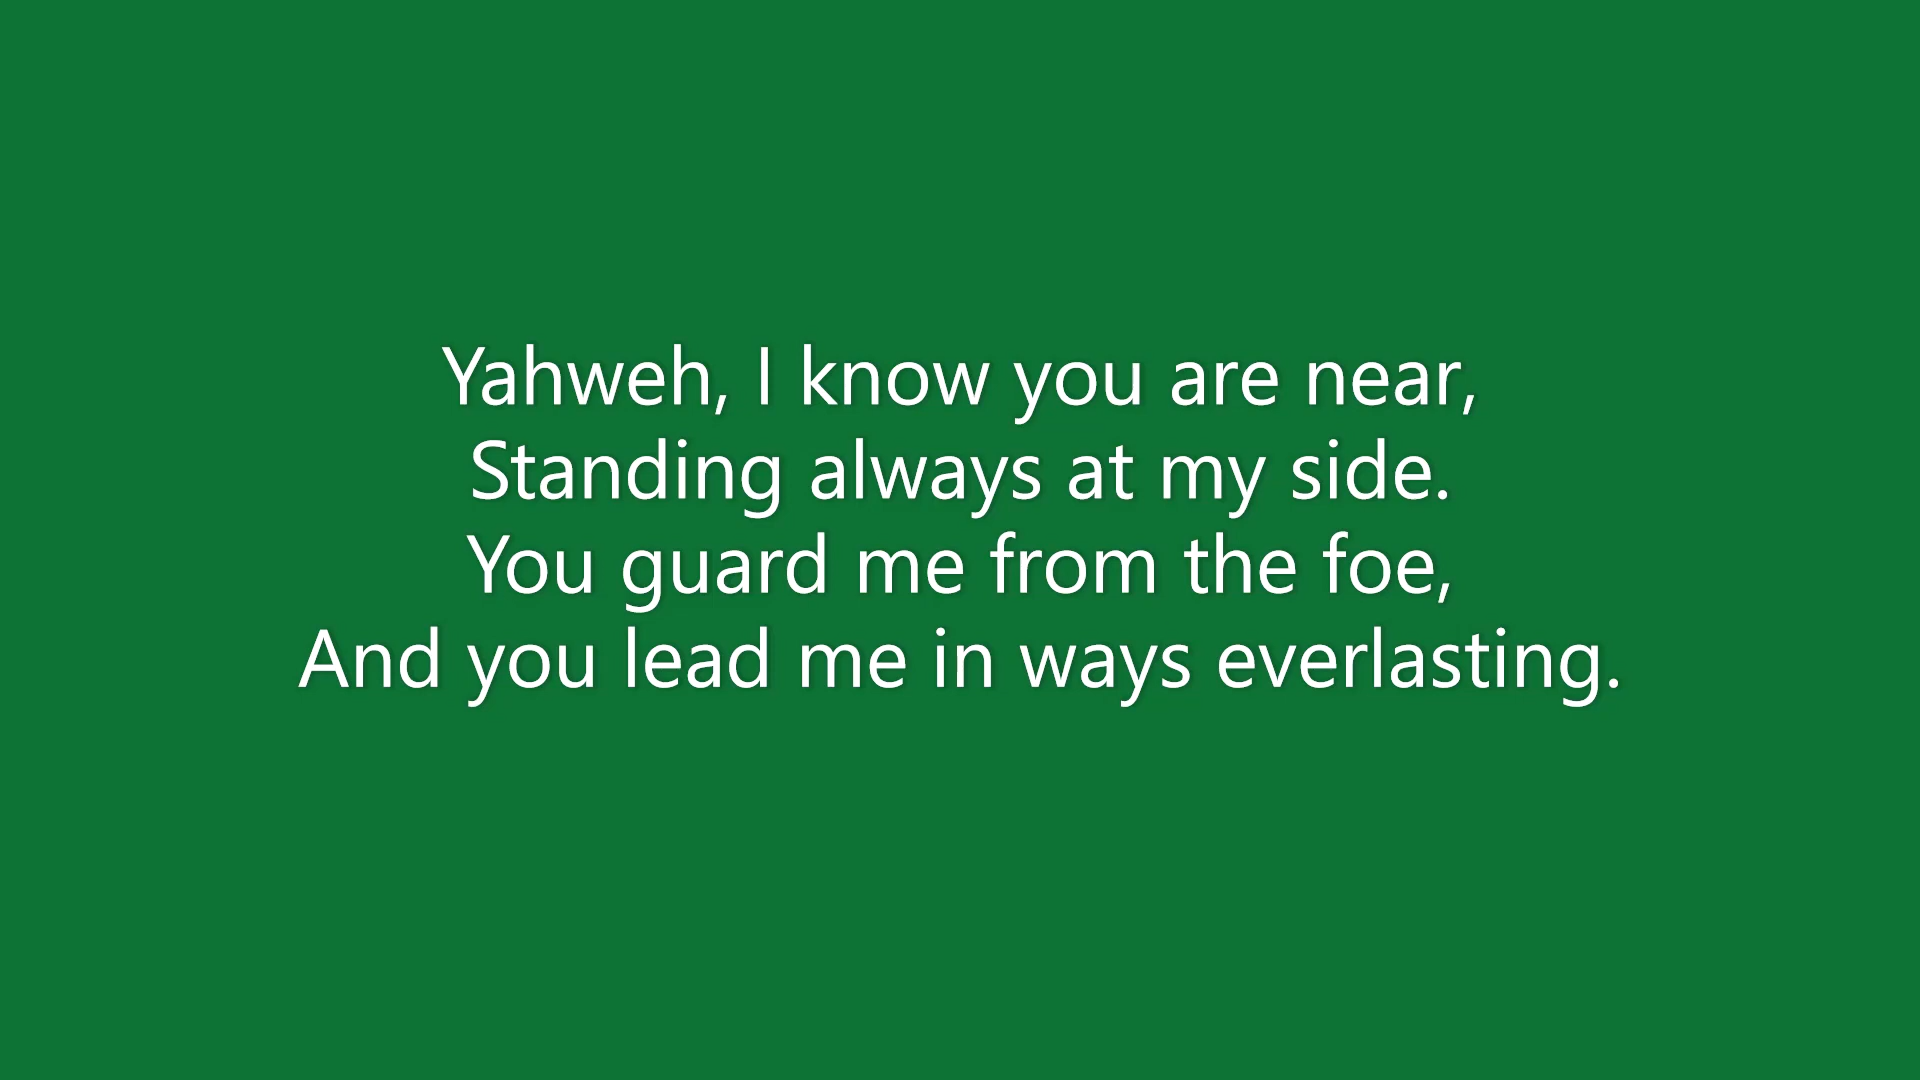 Yahweh, I know you are near,
Standing always at my side.
You guard me from the foe,
And you lead me in ways everlasting.